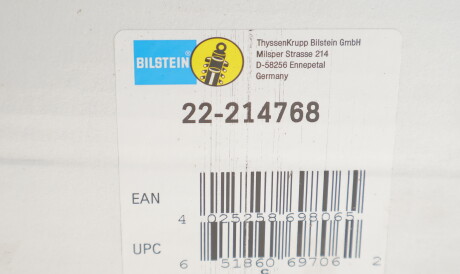 BILSTEIN
ThyssenKrupp Bilstein GmbH
Milsper Strasse 214
D-58256 Ennepetal
Germany
22-214768
EAN
4 025258 698065
UPC
6 51860 69706 2